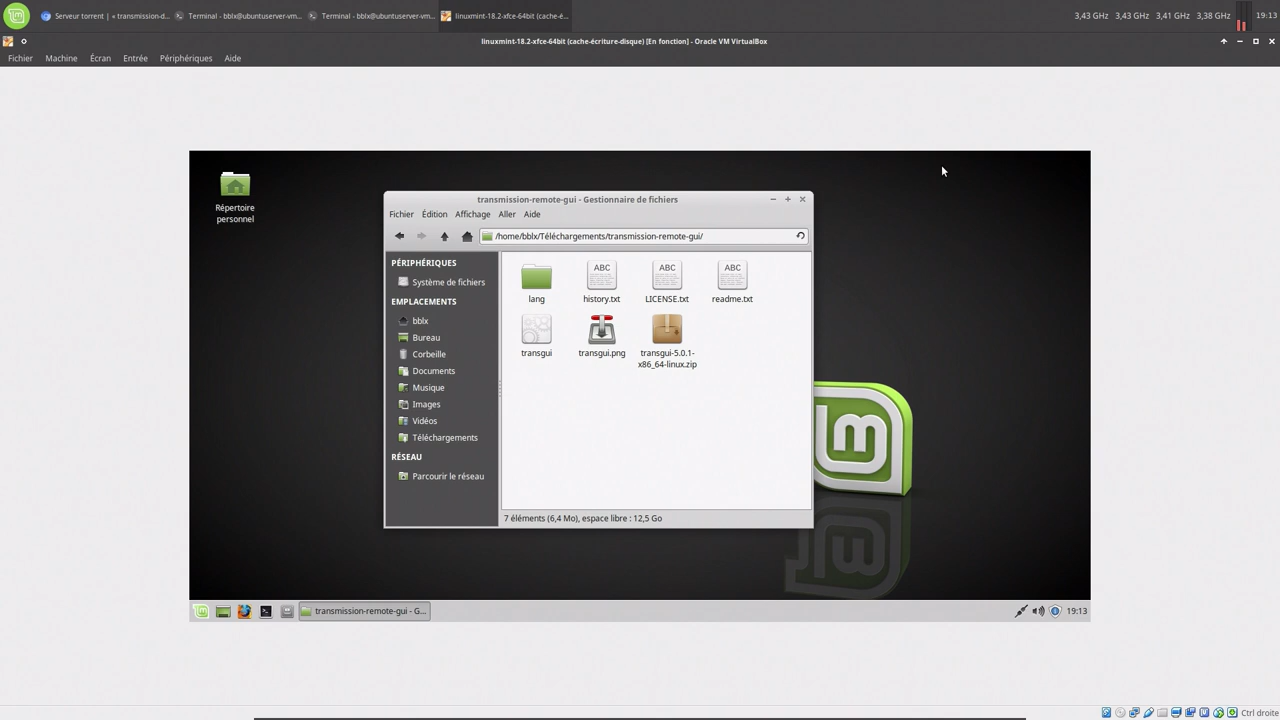 Serveur torrent | « transmission-d...
Terminal - bblx@ubuntuserver-vm...
Terminal - bblx@ubuntuserver-vm...
linuxmint-18.2-xfce-64bit (cache-é...
3,43 GHz 3,43 GHz 3,41 GHz 3,38 GHz 19:13
linuxmint-18.2-xfce-64bit (cache-écriture-disque) [En fonction] - Oracle VM VirtualBox
Fichier Machine Écran Entrée Périphériques Aide
Répertoire
personnel
transmission-remote-gui - Gestionnaire de fichiers
Fichier Édition Affichage Aller Aide
/home/bblx/Téléchargements/transmission-remote-gui/
PÉRIPHÉRIQUES
Système de fichiers
EMPLACEMENTS
bblx
Bureau
Corbeille
Documents
Musique
Images
Vidéos
Téléchargements
RÉSEAU
Parcourir le réseau
ABC ABC ABC
lang history.txt LICENSE.txt readme.txt
transgui transgui.png transgui-5.0.1-
x86_64-linux.zip
7 éléments (6,4 Mo), espace libre : 12,5 Go
transmission-remote-gui - G...
19:13
Ctrl droite